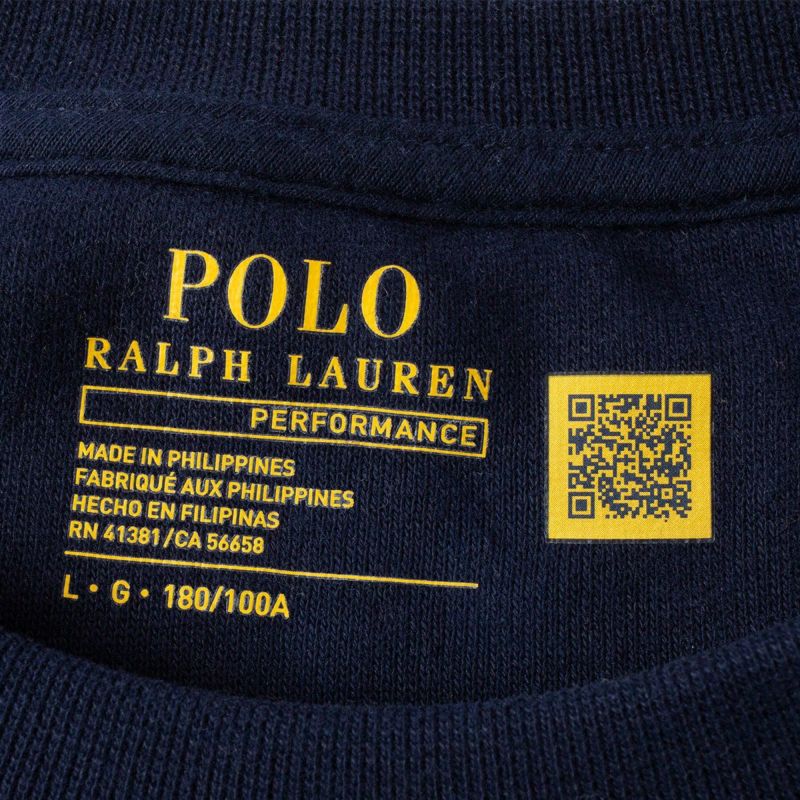 POLO
RALPH LAUREN
PERFORMANCE
MADE IN PHILIPPINES
FABRIQUÉ AUX PHILIPPINES
HECHO EN FILIPINAS
RN 41381/CA 56658
L • G • 180/100A